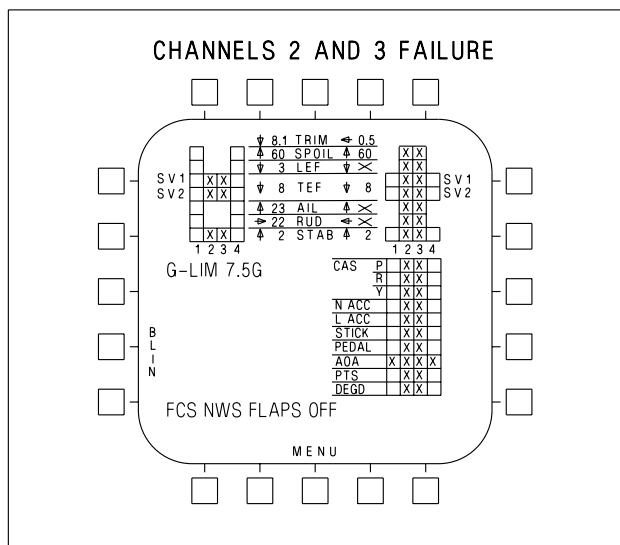 CHANNELS 2 AND 3 FAILURE
8.1 TRIM 0.5
60 SPOIL 60 X X
3 LEF X X X
SV1 X X 8 TEF 8 X X SV1
SV2 X X X X SV2
23 AIL X X X
22 RUD X X X
X X 2 STAB 2 X X
1 2 3 4 1 2 3 4
G-LIM 7.5G
CAS P X X
R X X
Y X X
N ACC X X
L ACC X X
STICK X X
PEDAL X X
AOA X X X X
PTS X X
DEGD X X
BLIN
FCS NWS FLAPS OFF
MENU